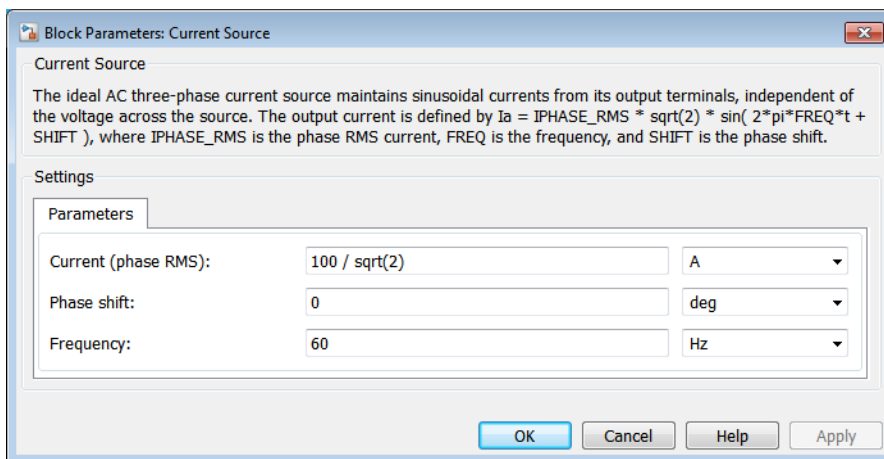 Block Parameters: Current Source
Current Source
The ideal AC three-phase current source maintains sinusoidal currents from its output terminals, independent of
the voltage across the source. The output current is defined by Ia = IPHASE_RMS * sqrt(2) * sin( 2*pi*FREQ*t +
SHIFT ), where IPHASE_RMS is the phase RMS current, FREQ is the frequency, and SHIFT is the phase shift.
Settings
Parameters
Current (phase RMS): 100 / sqrt(2) A
Phase shift: 0 deg
Frequency: 60 Hz
OK Cancel Help Apply